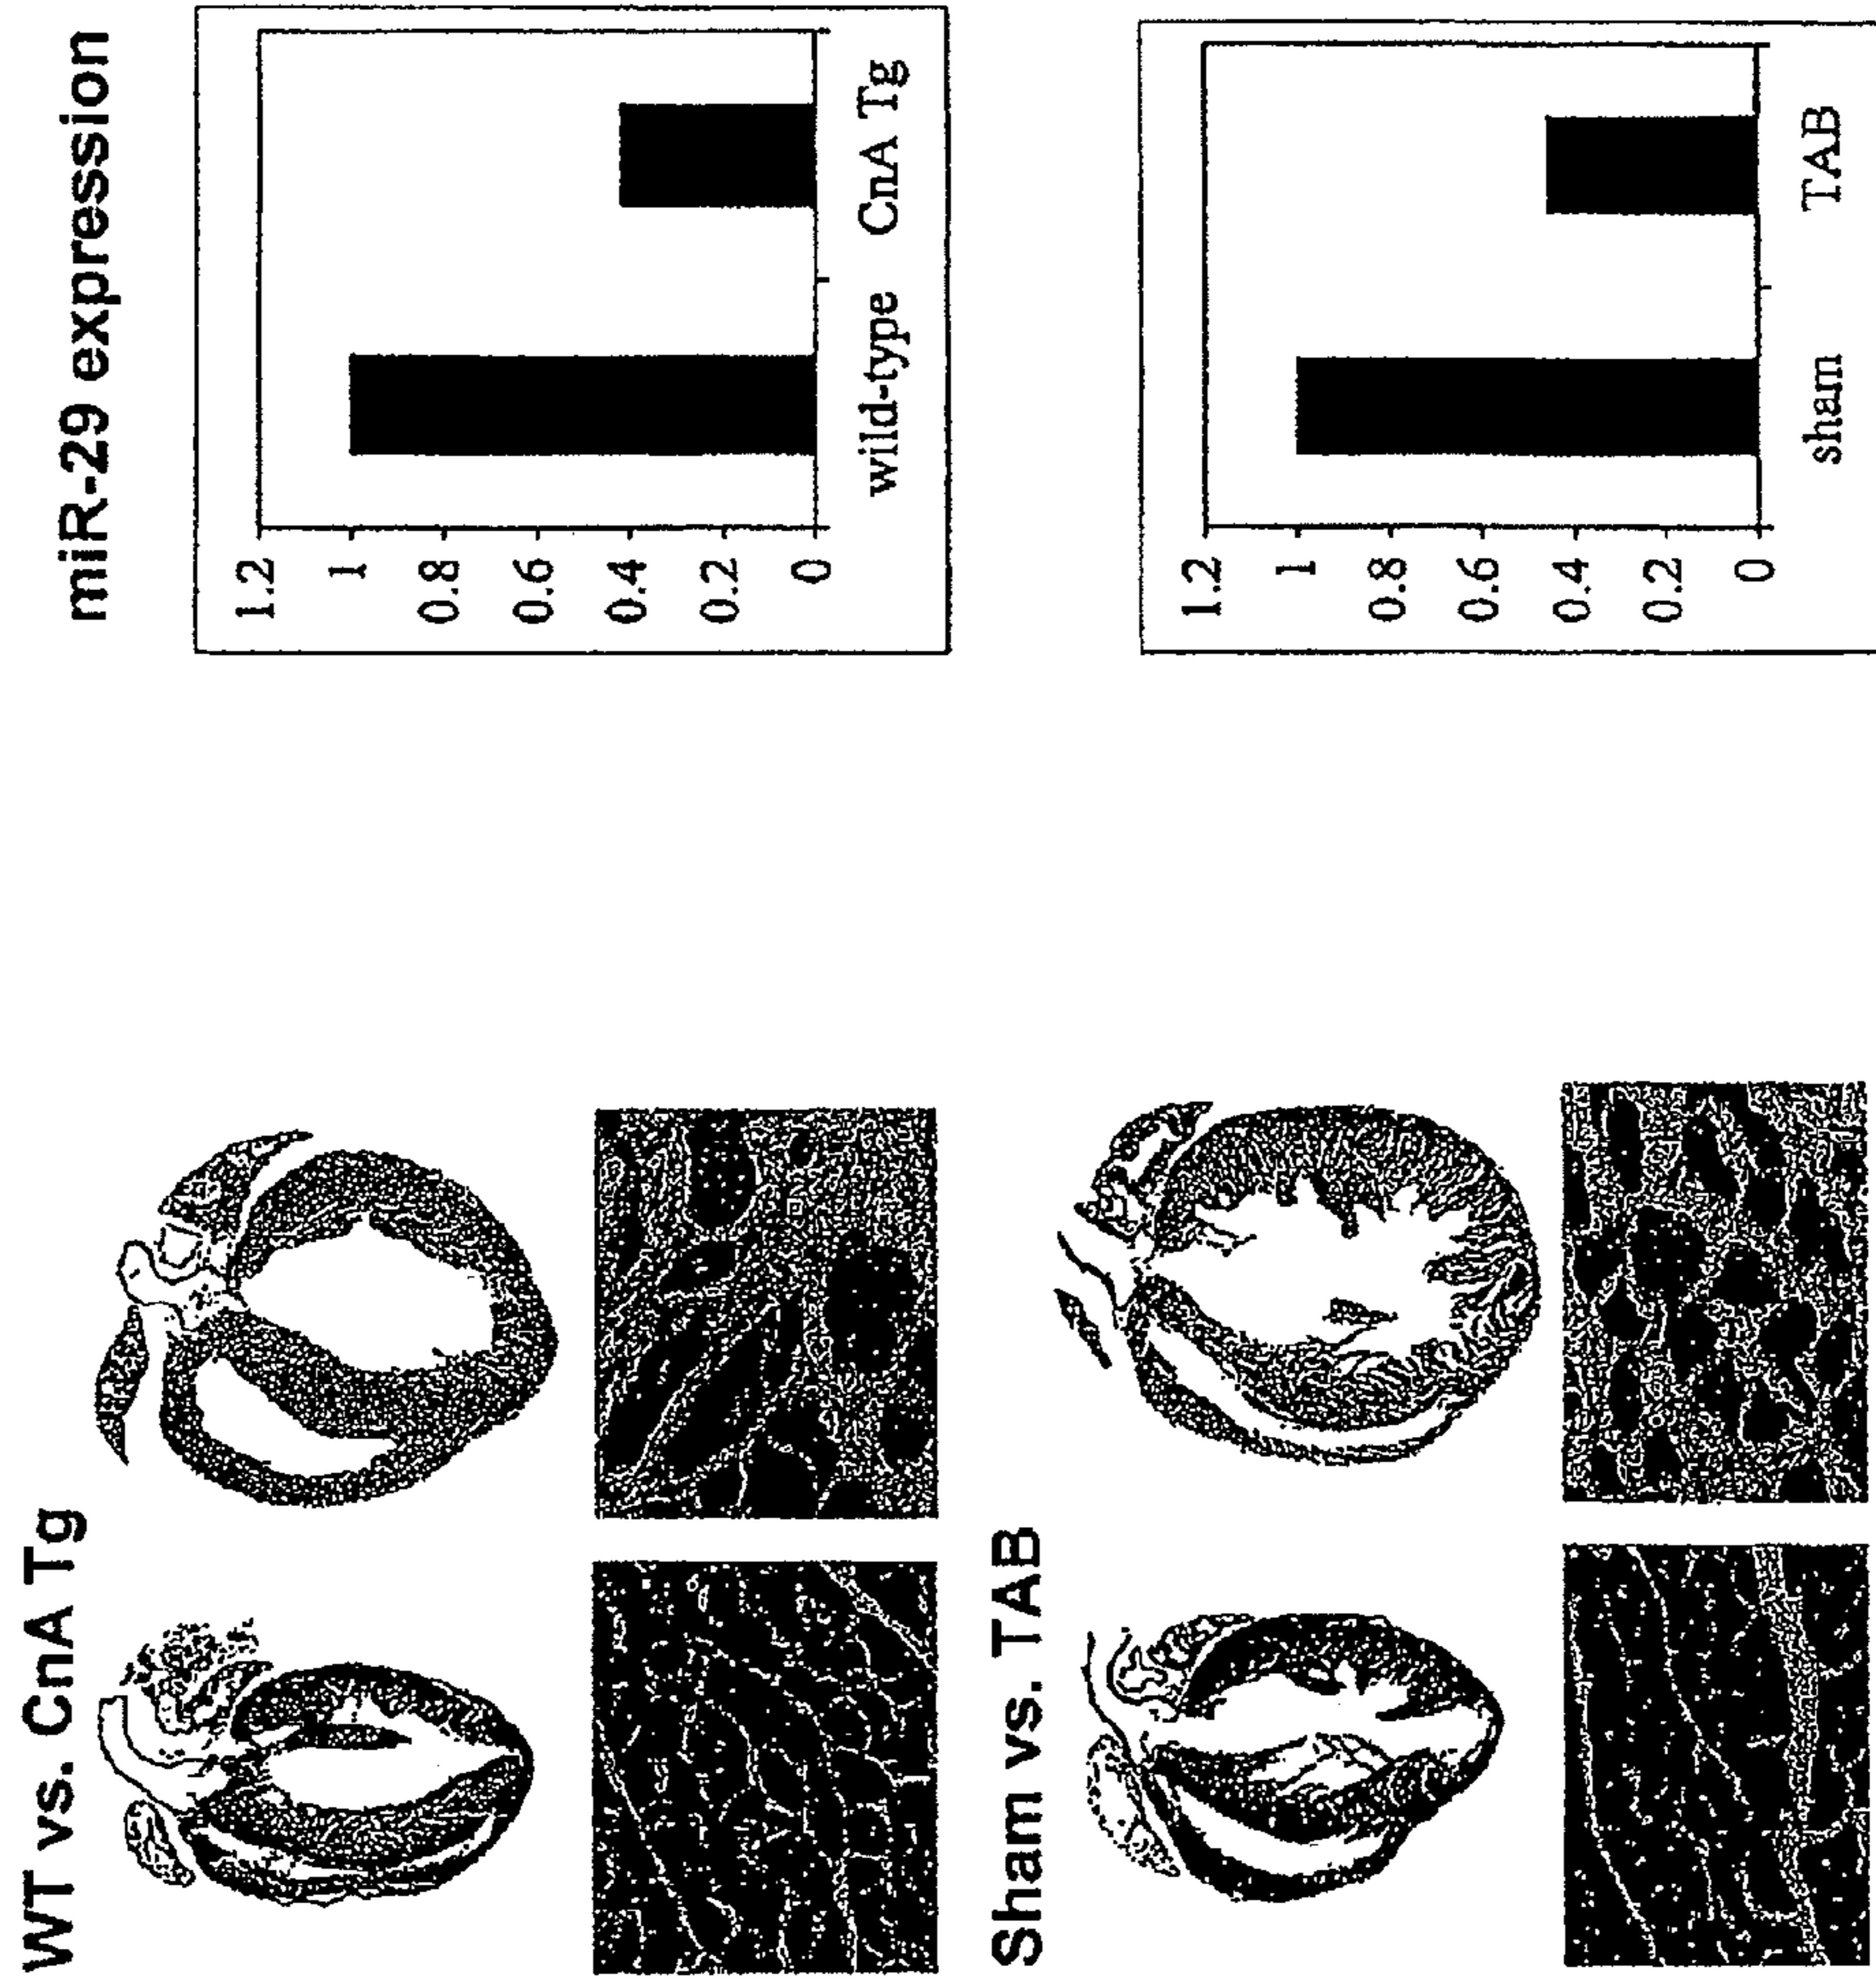 WT vs. CnA Tg
miR-29 expression
1.2
1
0.8
0.6
0.4
0.2
0
wild-type CnA Tg
Sham vs. TAB
1.2
1
0.8
0.6
0.4
0.2
0
sham TAB